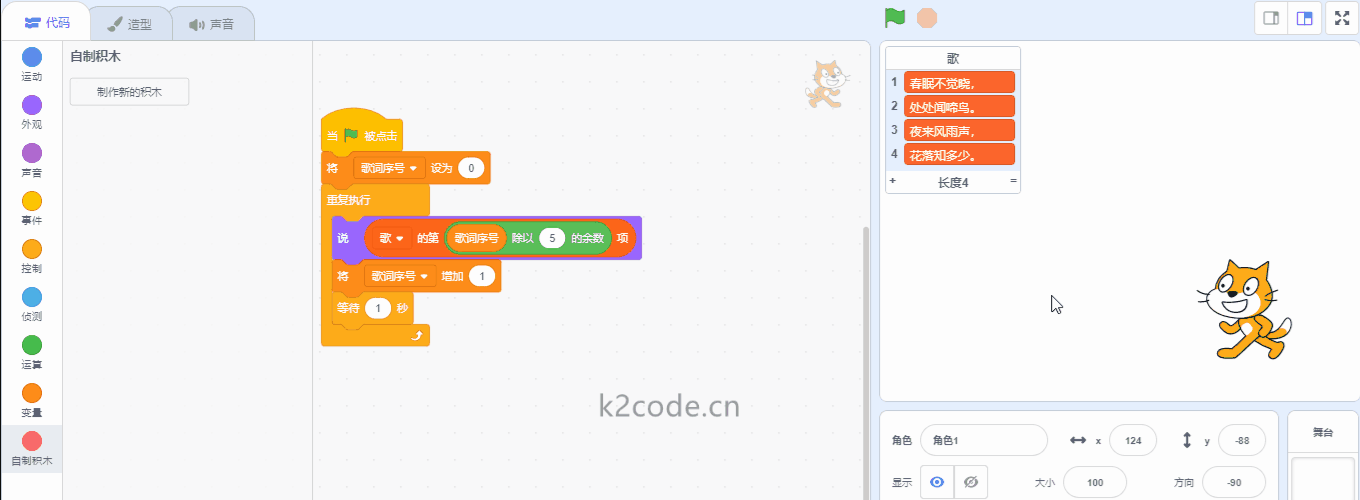 代码
造型
声音
运动
外观
声音
事件
控制
侦测
运算
变量
自制积木
自制积木
制作新的积木
当 被点击
将 歌词序号 设为 0
重复执行
说 歌 的第 歌词序号 除以 5 的余数 项
将 歌词序号 增加 1
等待 1 秒
k2code.cn
歌
1 春眠不觉晓,
2 处处闻啼鸟。
3 夜来风雨声,
4 花落知多少。
+ 长度4 =
角色 角色1 x 124 y -88
显示 大小 100 方向 -90
舞台